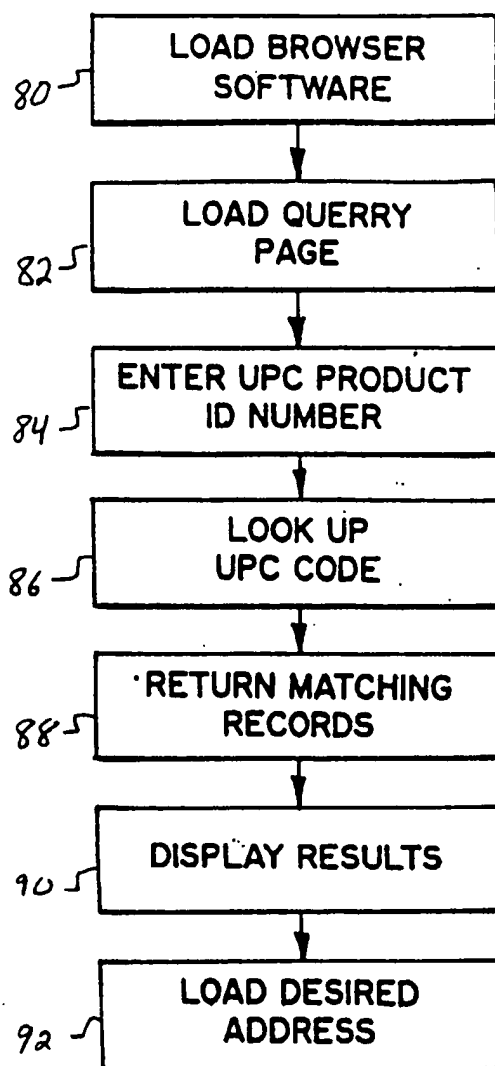 80
LOAD BROWSER
SOFTWARE
82
LOAD QUERRY
PAGE
84
ENTER UPC PRODUCT
ID NUMBER
86
LOOK UP
UPC CODE
88
RETURN MATCHING
RECORDS
90
DISPLAY RESULTS
92
LOAD DESIRED
ADDRESS